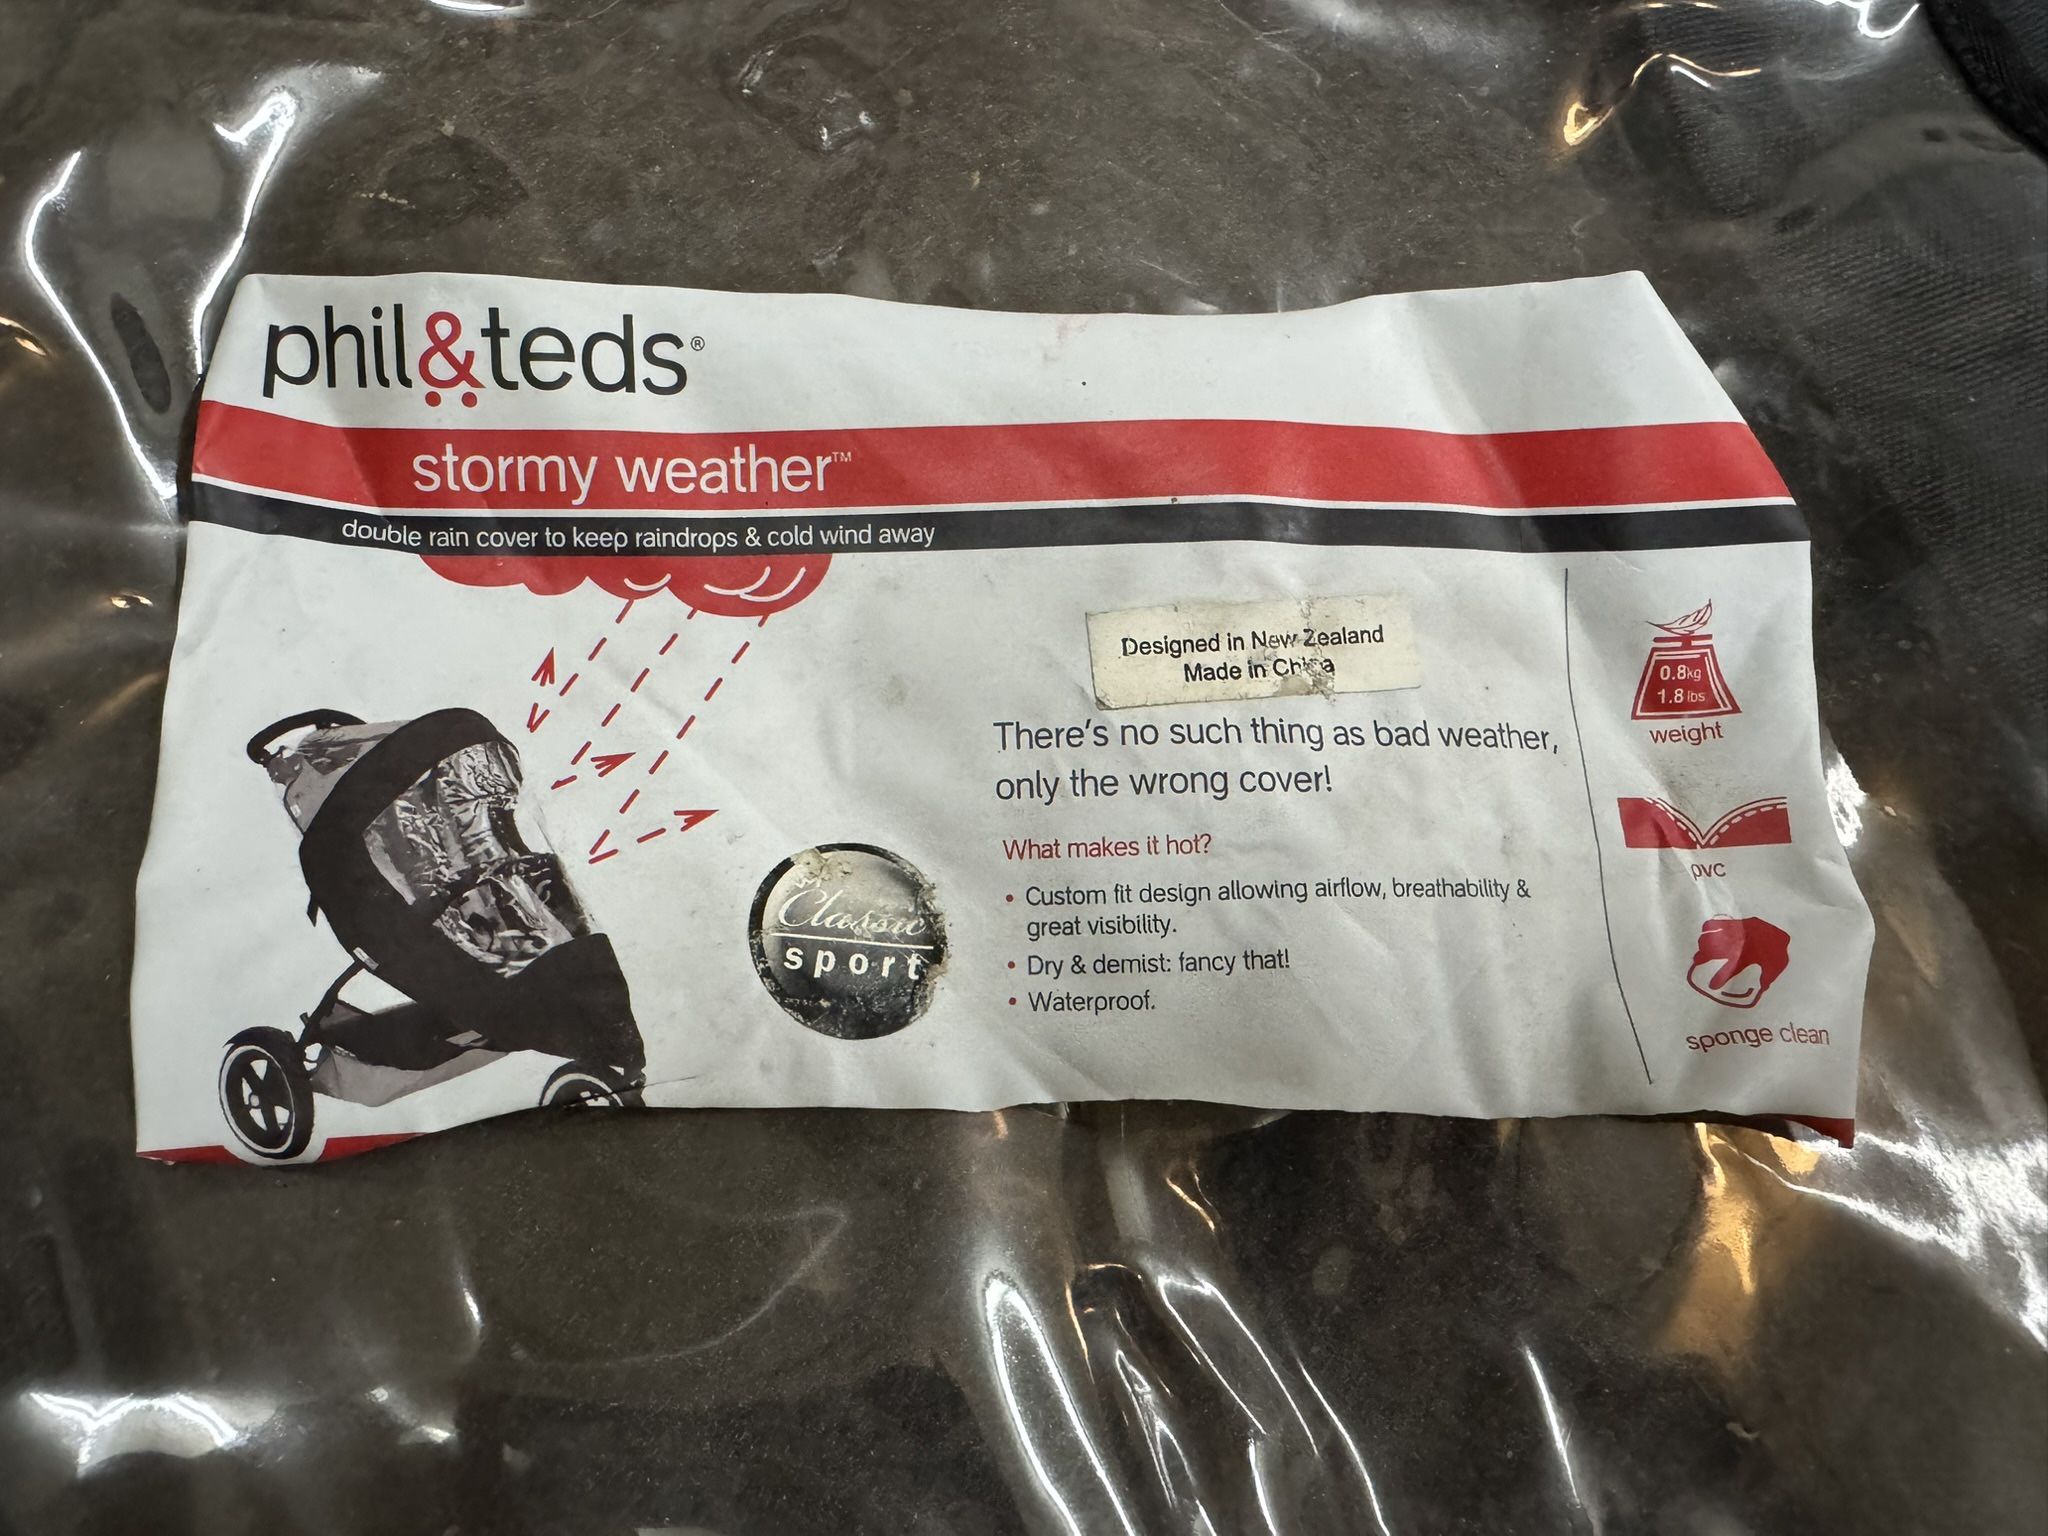 phil&teds®
stormy weather™
double rain cover to keep raindrops & cold wind away
Designed in New Zealand
Made in China
There's no such thing as bad weather,
only the wrong cover!
What makes it hot?
• Custom fit design allowing airflow, breathability &
great visibility.
• Dry & demist: fancy that!
• Waterproof.
Classic
sport
0.8kg
1.8 lbs
weight
pvc
sponge clean